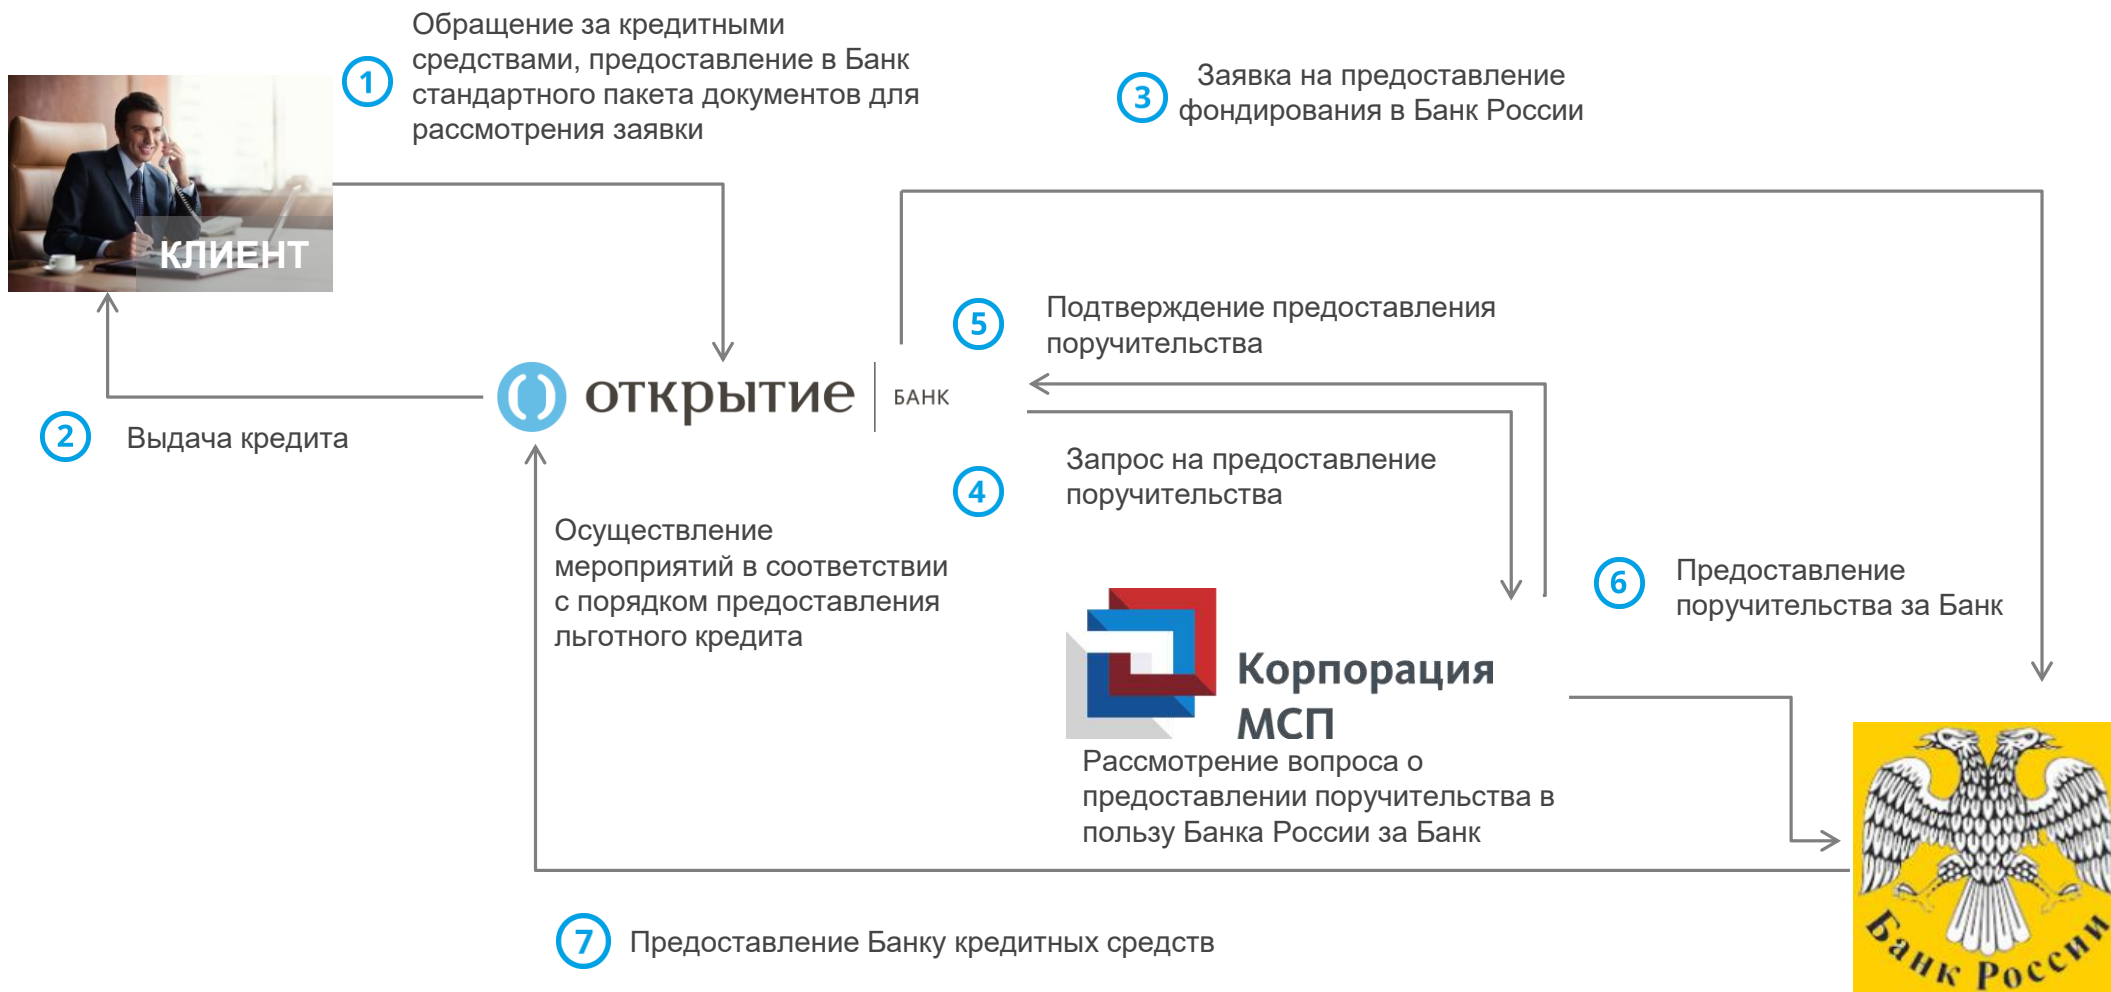 1
Обращение за кредитными
средствами, предоставление в Банк
стандартного пакета документов для
рассмотрения заявки
3
Заявка на предоставление
фондирования в Банк России
КЛИЕНТ
5
Подтверждение предоставления
поручительства
открытие
БАНК
2
Выдача кредита
4
Запрос на предоставление
поручительства
Осуществление
мероприятий в соответствии
с порядком предоставления
льготного кредита
6
Предоставление
поручительства за Банк
Корпорация
МСП
Рассмотрение вопроса о
предоставлении поручительства в
пользу Банка России за Банк
Банк России
7
Предоставление Банку кредитных средств